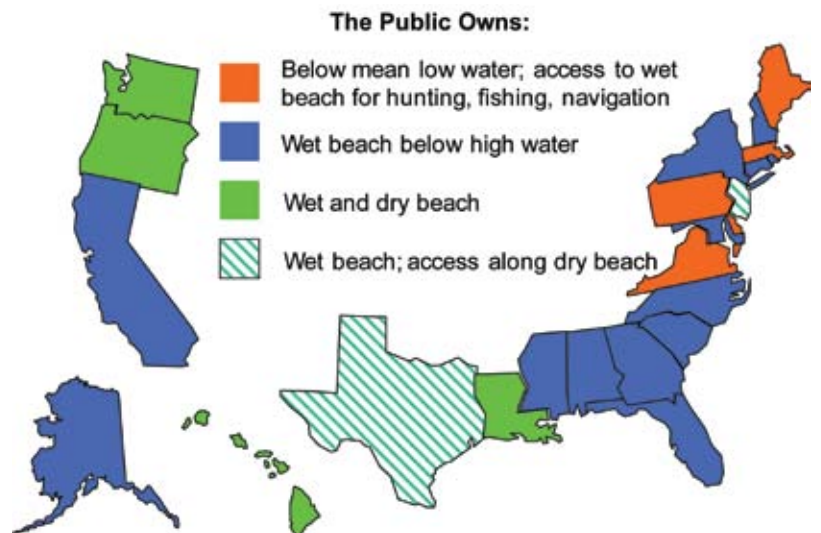 The Public Owns:
Below mean low water; access to wet
beach for hunting, fishing, navigation
Wet beach below high water
Wet and dry beach
Wet beach; access along dry beach